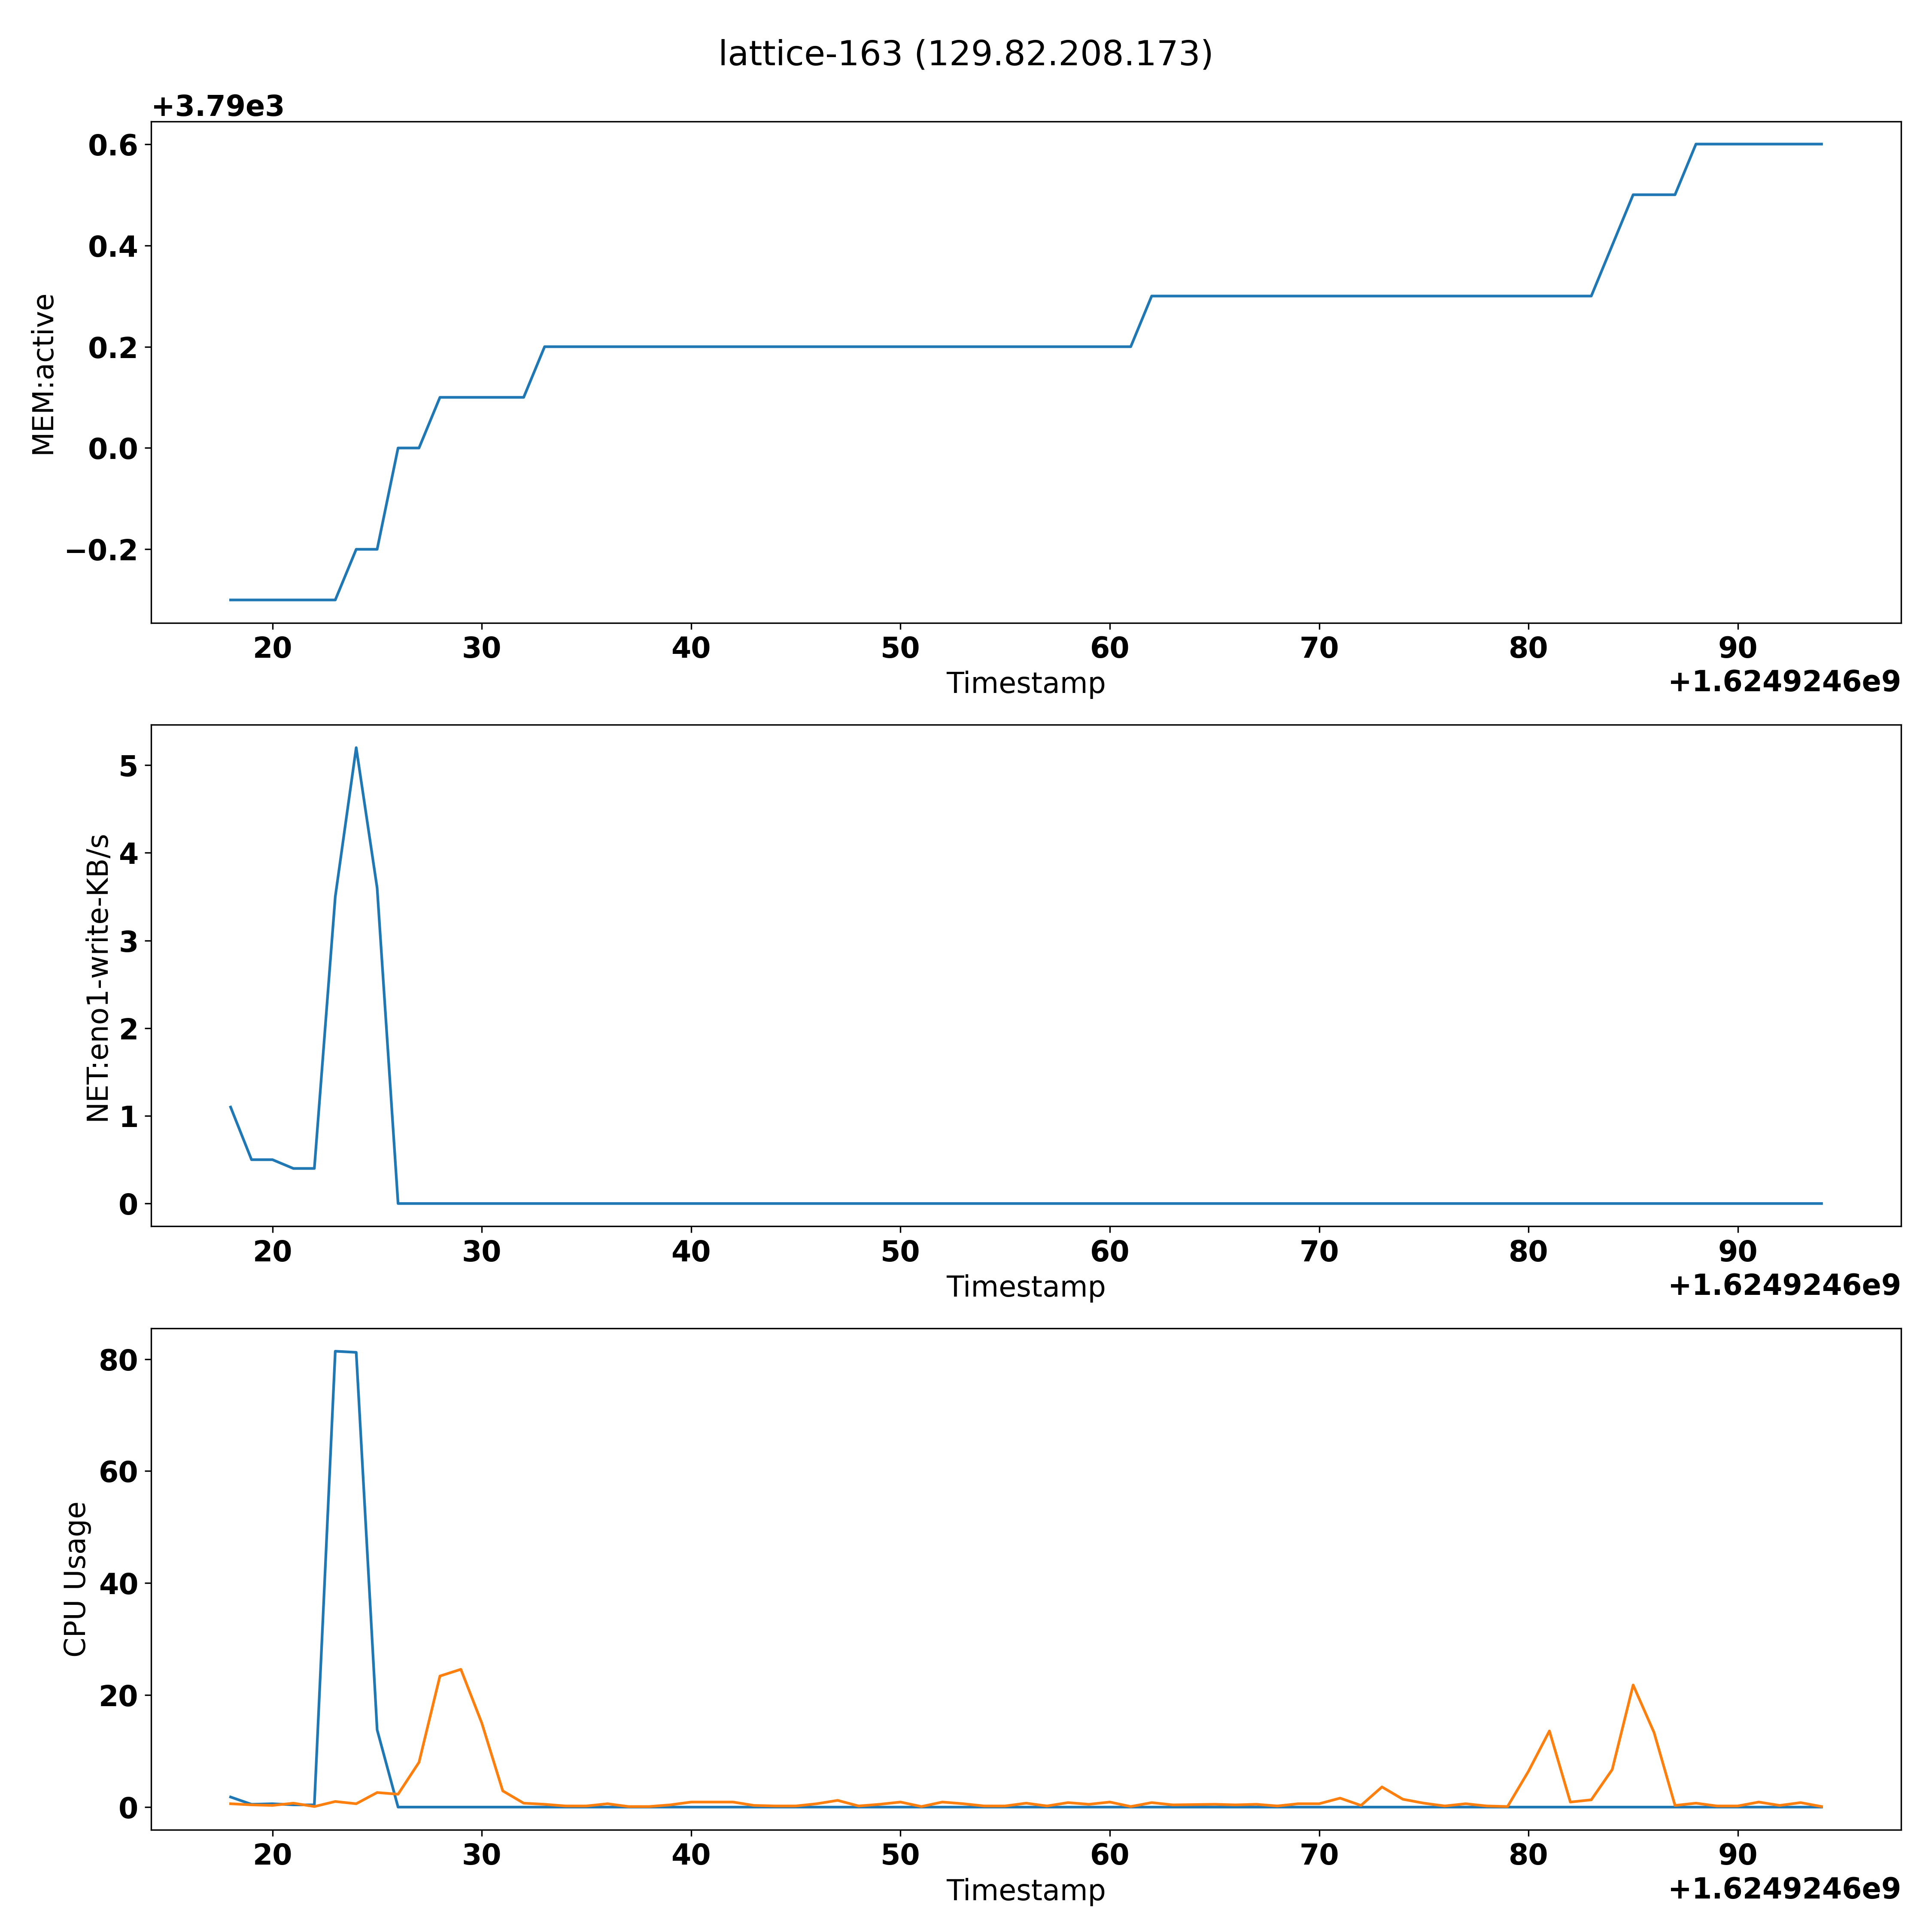 lattice-163 (129.82.208.173)
+3.79e3
0.6
0.4
0.2
0.0
−0.2
MEM:active
20 30 40 50 60 70 80 90
Timestamp
+1.6249246e9
5
4
3
2
1
0
NET:eno1-write-KB/s
20 30 40 50 60 70 80 90
Timestamp
+1.6249246e9
80
60
40
20
0
CPU Usage
20 30 40 50 60 70 80 90
Timestamp
+1.6249246e9